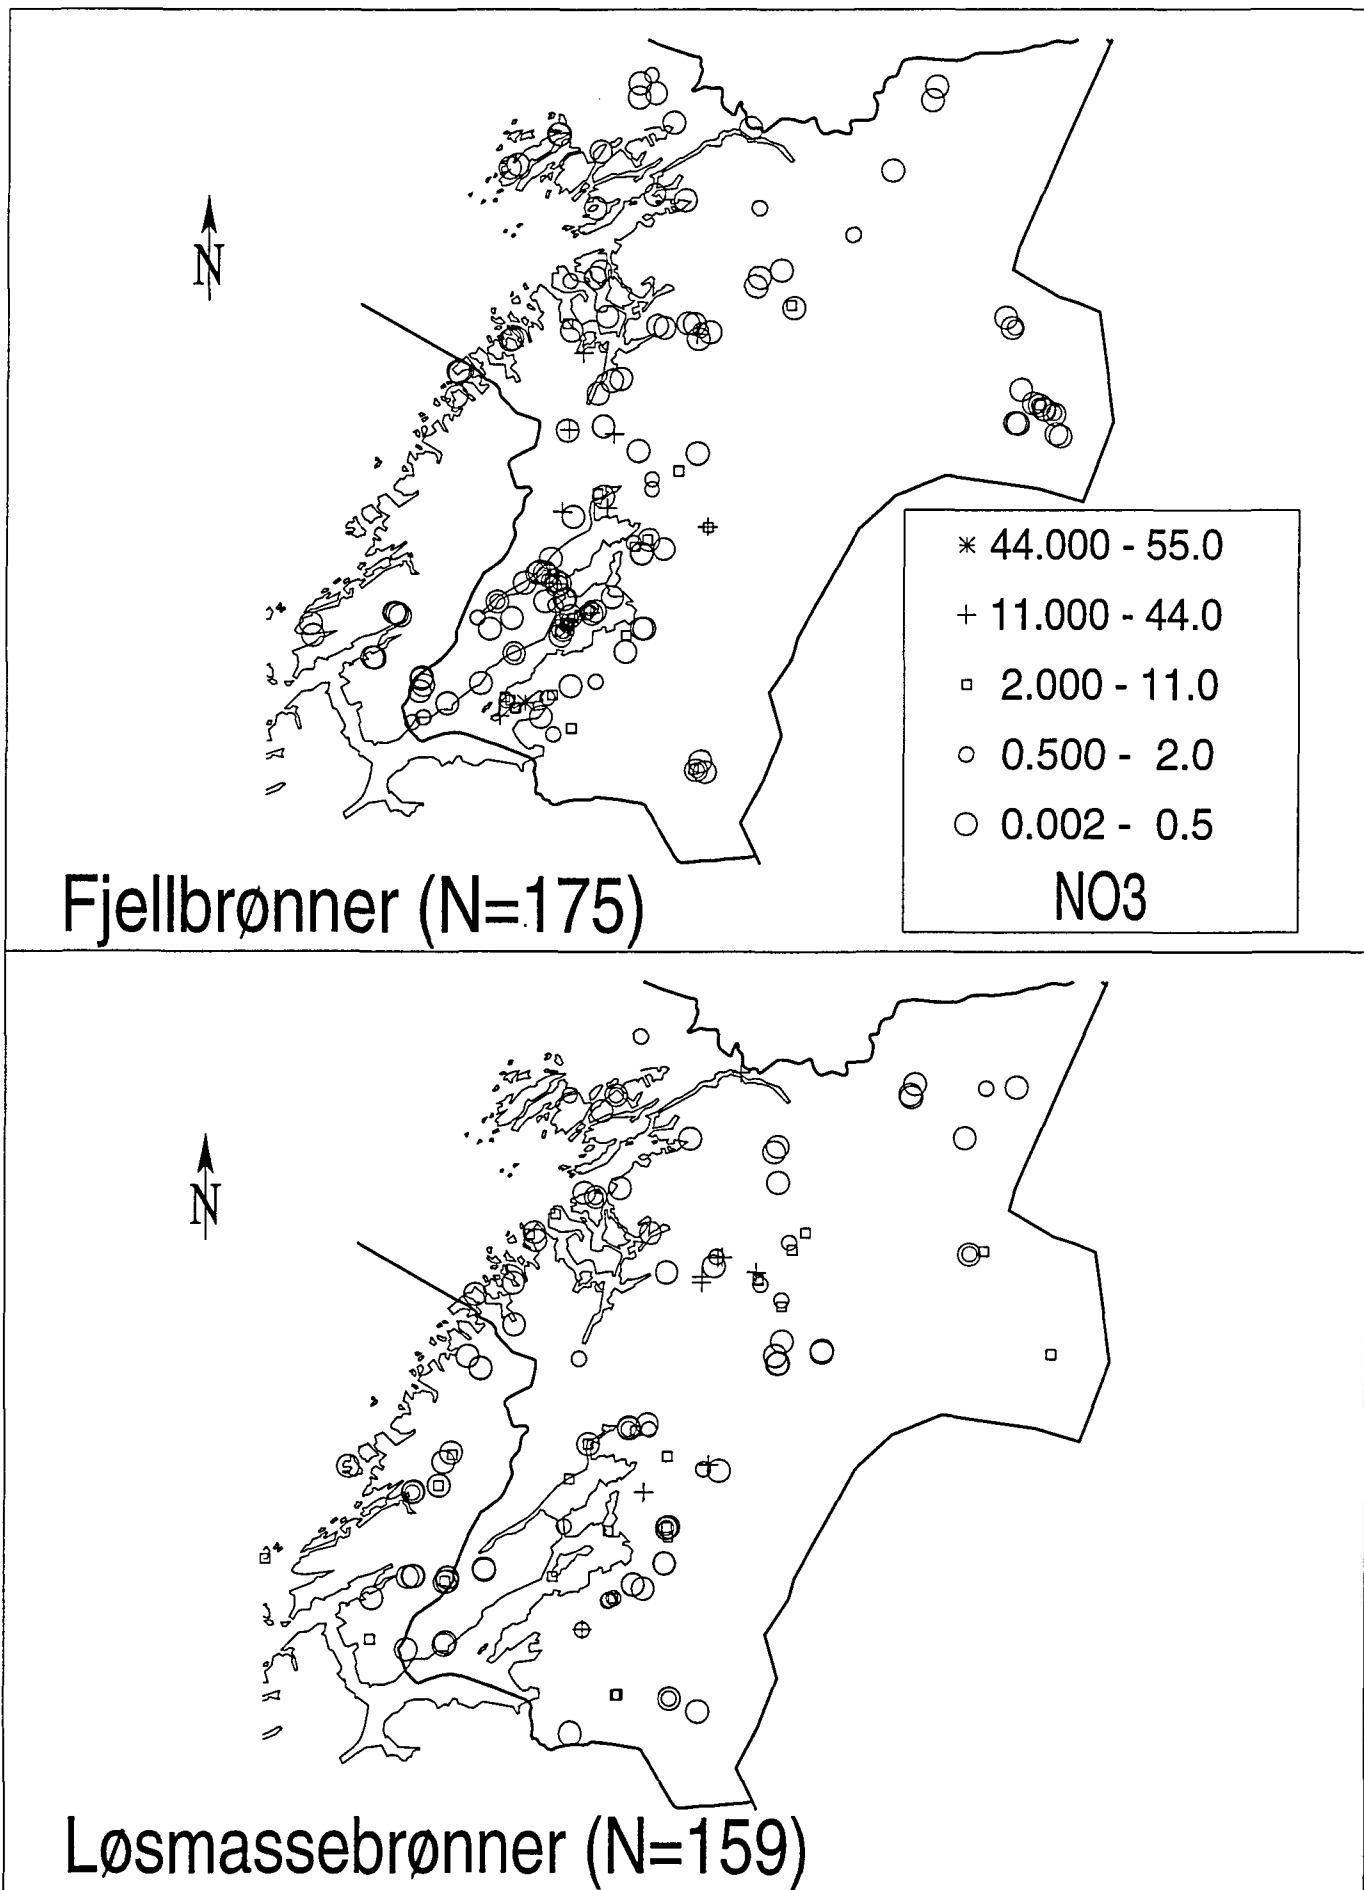 N
44.000 - 55.0
11.000 - 44.0
2.000 - 11.0
0.500 - 2.0
0.002 - 0.5
NO3
Fjellbrønner (N=175)
N
Løsmassebrønner (N=159)